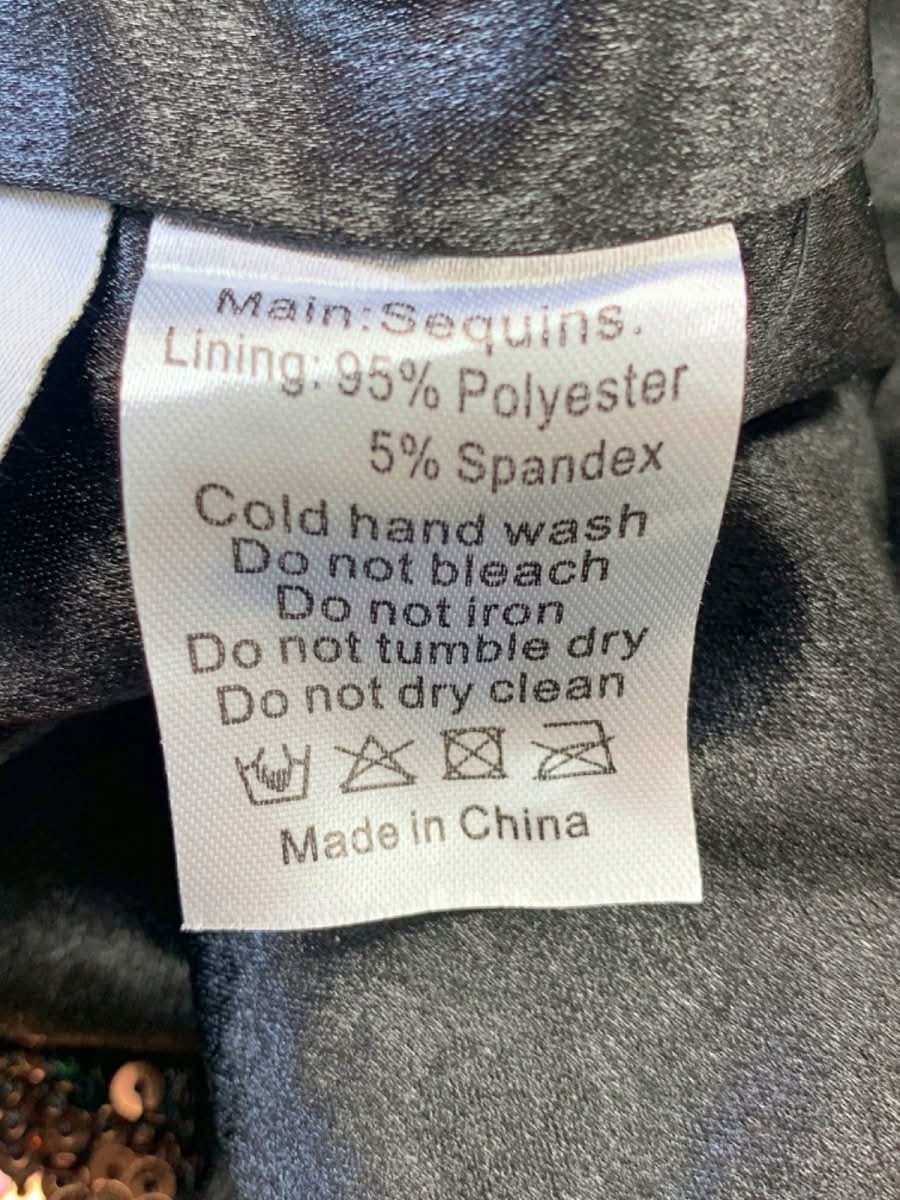 Main:Sequins.
Lining: 95% Polyester
5% Spandex
Cold hand wash
Do not bleach
Do not iron
Do not tumble dry
Do not dry clean
Made in China